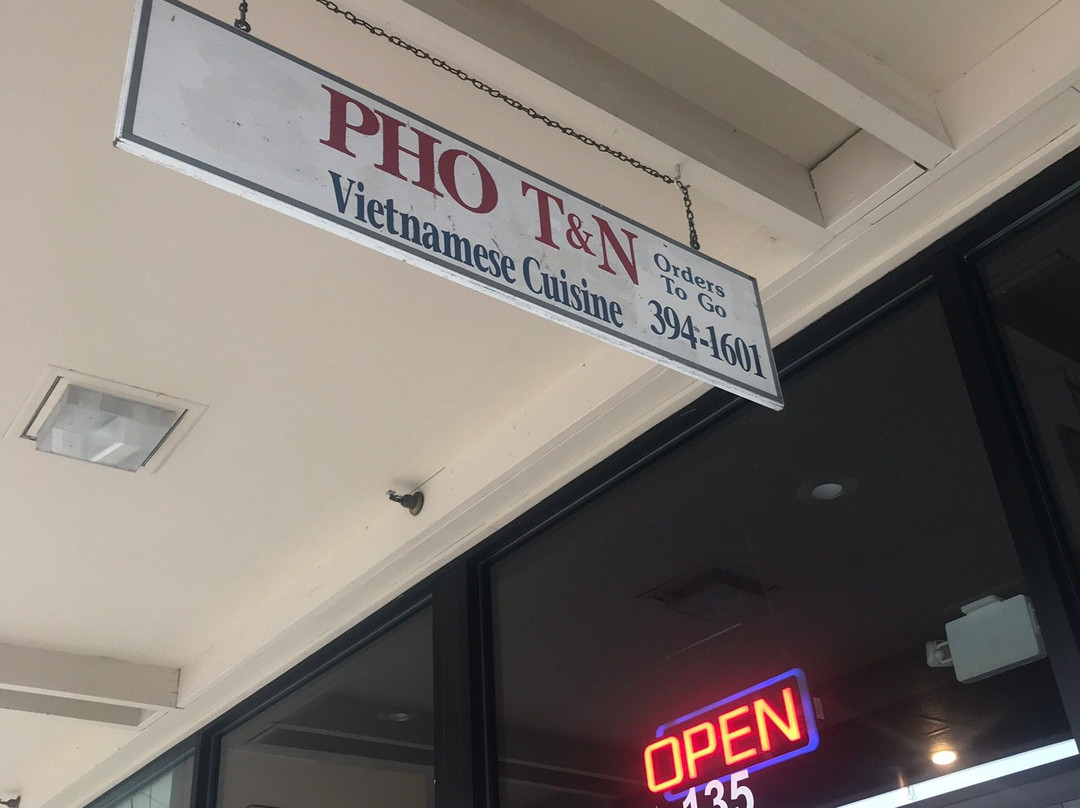 PHO T&N
Vietnamese Cuisine
Orders
To Go
394-1601
OPEN
135